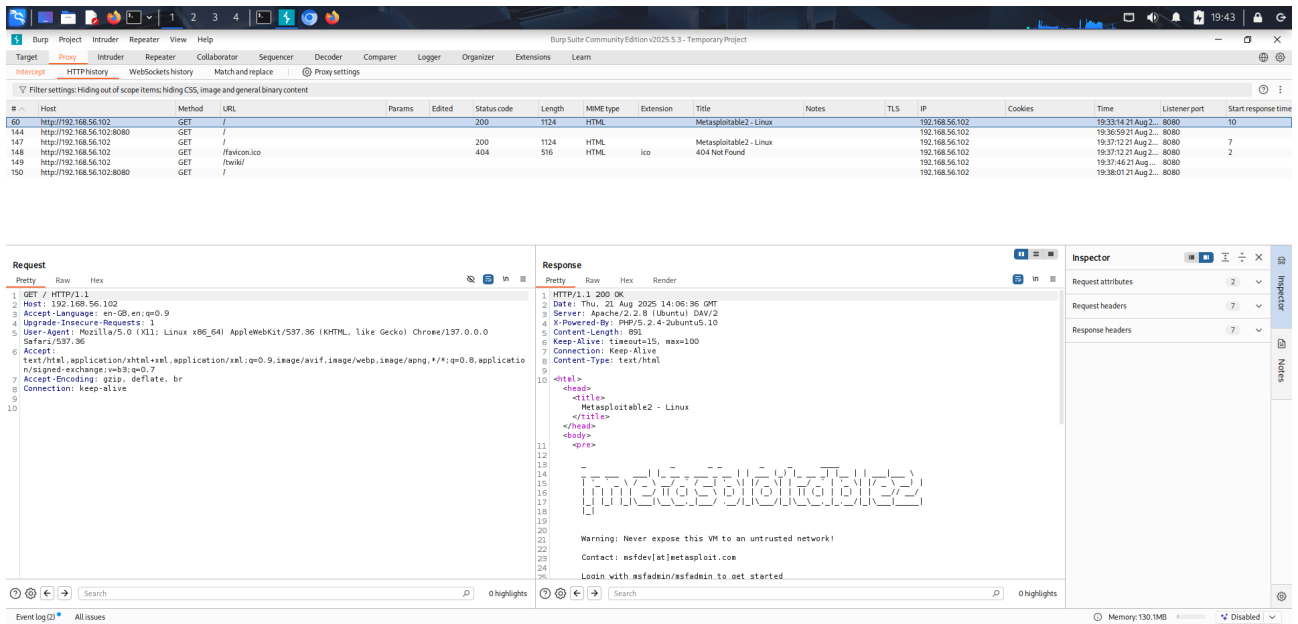 1 2 3 4 19:43
Burp Project Intruder Repeater View Help Burp Suite Community Edition v2025.5.3 - Temporary Project
Target Proxy Intruder Repeater Collaborator Sequencer Decoder Comparer Logger Organizer Extensions Learn
Intercept HTTP history WebSockets history Match and replace Proxy settings
Filter settings: Hiding out of scope items; hiding CSS, image and general binary content
# Host Method URL Params Edited Status code Length MIME type Extension Title Notes TLS IP Cookies Time Listener port Start response time
60 http://192.168.56.102 GET / 200 1124 HTML Metasploitable2 - Linux 192.168.56.102 19:33:14 21 Aug 2... 8080 10
144 http://192.168.56.102:8080 GET / 192.168.56.102 19:36:59 21 Aug 2... 8080
147 http://192.168.56.102 GET / 200 1124 HTML Metasploitable2 - Linux 192.168.56.102 19:37:12 21 Aug 2... 8080 7
148 http://192.168.56.102 GET /favicon.ico 404 516 HTML ico 404 Not Found 192.168.56.102 19:37:12 21 Aug 2... 8080 2
149 http://192.168.56.102 GET /twiki/ 192.168.56.102 19:37:46 21 Aug ... 8080
150 http://192.168.56.102:8080 GET / 192.168.56.102 19:38:01 21 Aug 2... 8080
Request
Pretty Raw Hex
\n
1 GET / HTTP/1.1
2 Host: 192.168.56.102
3 Accept-Language: en-GB,en;q=0.9
4 Upgrade-Insecure-Requests: 1
5 User-Agent: Mozilla/5.0 (X11; Linux x86_64) AppleWebKit/537.36 (KHTML, like Gecko) Chrome/137.0.0.0
Safari/537.36
6 Accept:
text/html,application/xhtml+xml,application/xml;q=0.9,image/avif,image/webp,image/apng,*/*;q=0.8,applicatio
n/signed-exchange;v=b3;q=0.7
7 Accept-Encoding: gzip, deflate, br
8 Connection: keep-alive
9
10
Search 0 highlights
Response
Pretty Raw Hex Render
\n
1 HTTP/1.1 200 OK
2 Date: Thu, 21 Aug 2025 14:06:36 GMT
3 Server: Apache/2.2.8 (Ubuntu) DAV/2
4 X-Powered-By: PHP/5.2.4-2ubuntu5.10
5 Content-Length: 891
6 Keep-Alive: timeout=15, max=100
7 Connection: Keep-Alive
8 Content-Type: text/html
9
10 <html>
<head>
<title>
Metasploitable2 - Linux
</title>
</head>
<body>
11 <pre>
12
13
14
15 metasploitable2
16
17
18
19
20
21 Warning: Never expose this VM to an untrusted network!
22
23 Contact: msfdev[at]metasploit.com
24
25 Login with msfadmin/msfadmin to get started
Search 0 highlights
Inspector
Request attributes 2
Request headers 7
Response headers 7
Inspector
Notes
Event log (2) All issues Memory: 130.1MB Disabled